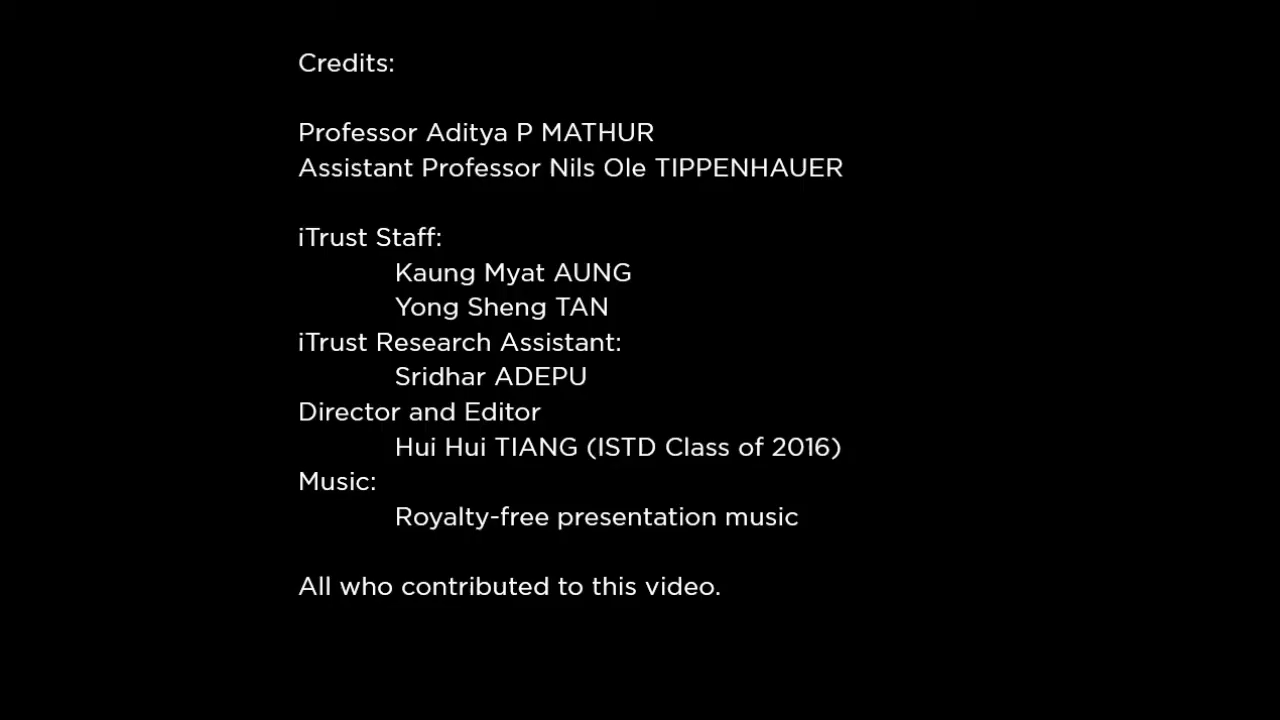 Credits:
Professor Aditya P MATHUR
Assistant Professor Nils Ole TIPPENHAUER
iTrust Staff:
Kaung Myat AUNG
Yong Sheng TAN
iTrust Research Assistant:
Sridhar ADEPU
Director and Editor
Hui Hui TIANG (ISTD Class of 2016)
Music:
Royalty-free presentation music
All who contributed to this video.